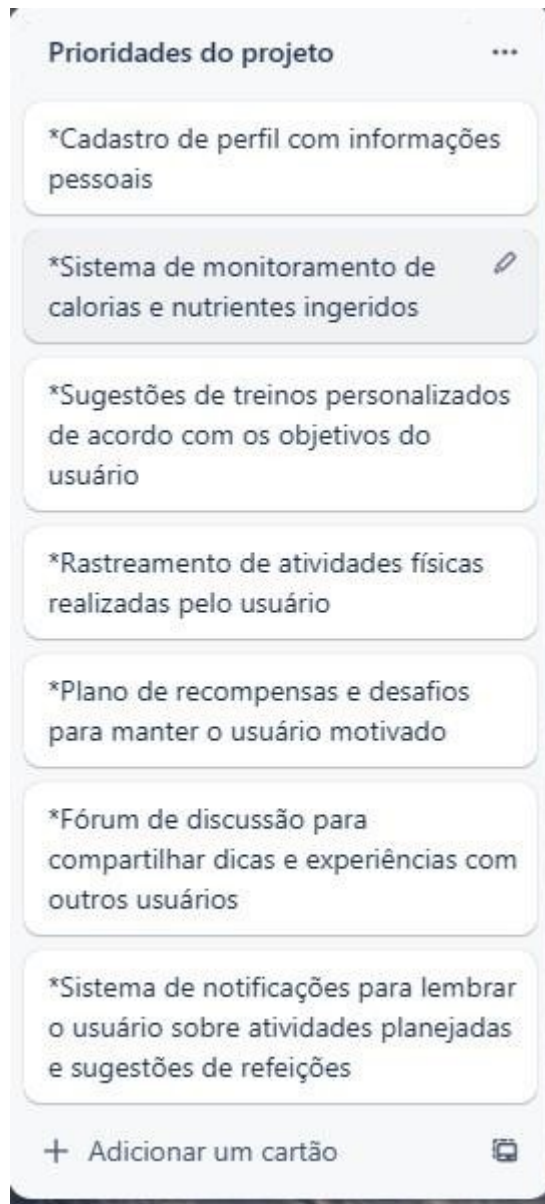 Prioridades do projeto
*Cadastro de perfil com informações
pessoais
*Sistema de monitoramento de
calorias e nutrientes ingeridos
*Sugestões de treinos personalizados
de acordo com os objetivos do
usuário
*Rastreamento de atividades físicas
realizadas pelo usuário
*Plano de recompensas e desafios
para manter o usuário motivado
*Fórum de discussão para
compartilhar dicas e experiências com
outros usuários
*Sistema de notificações para lembrar
o usuário sobre atividades planejadas
e sugestões de refeições
+ Adicionar um cartão